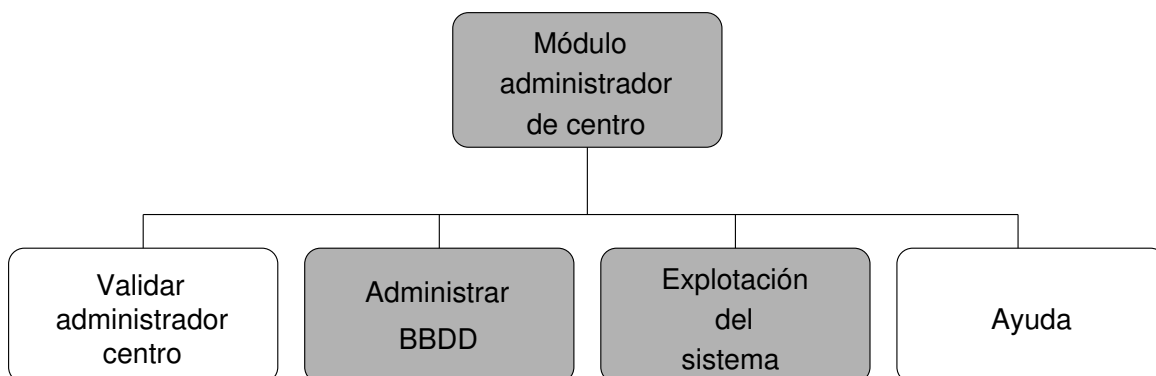 Módulo
administrador
de centro
Validar
administrador
centro
Administrar
BBDD
Explotación
del
sistema
Ayuda